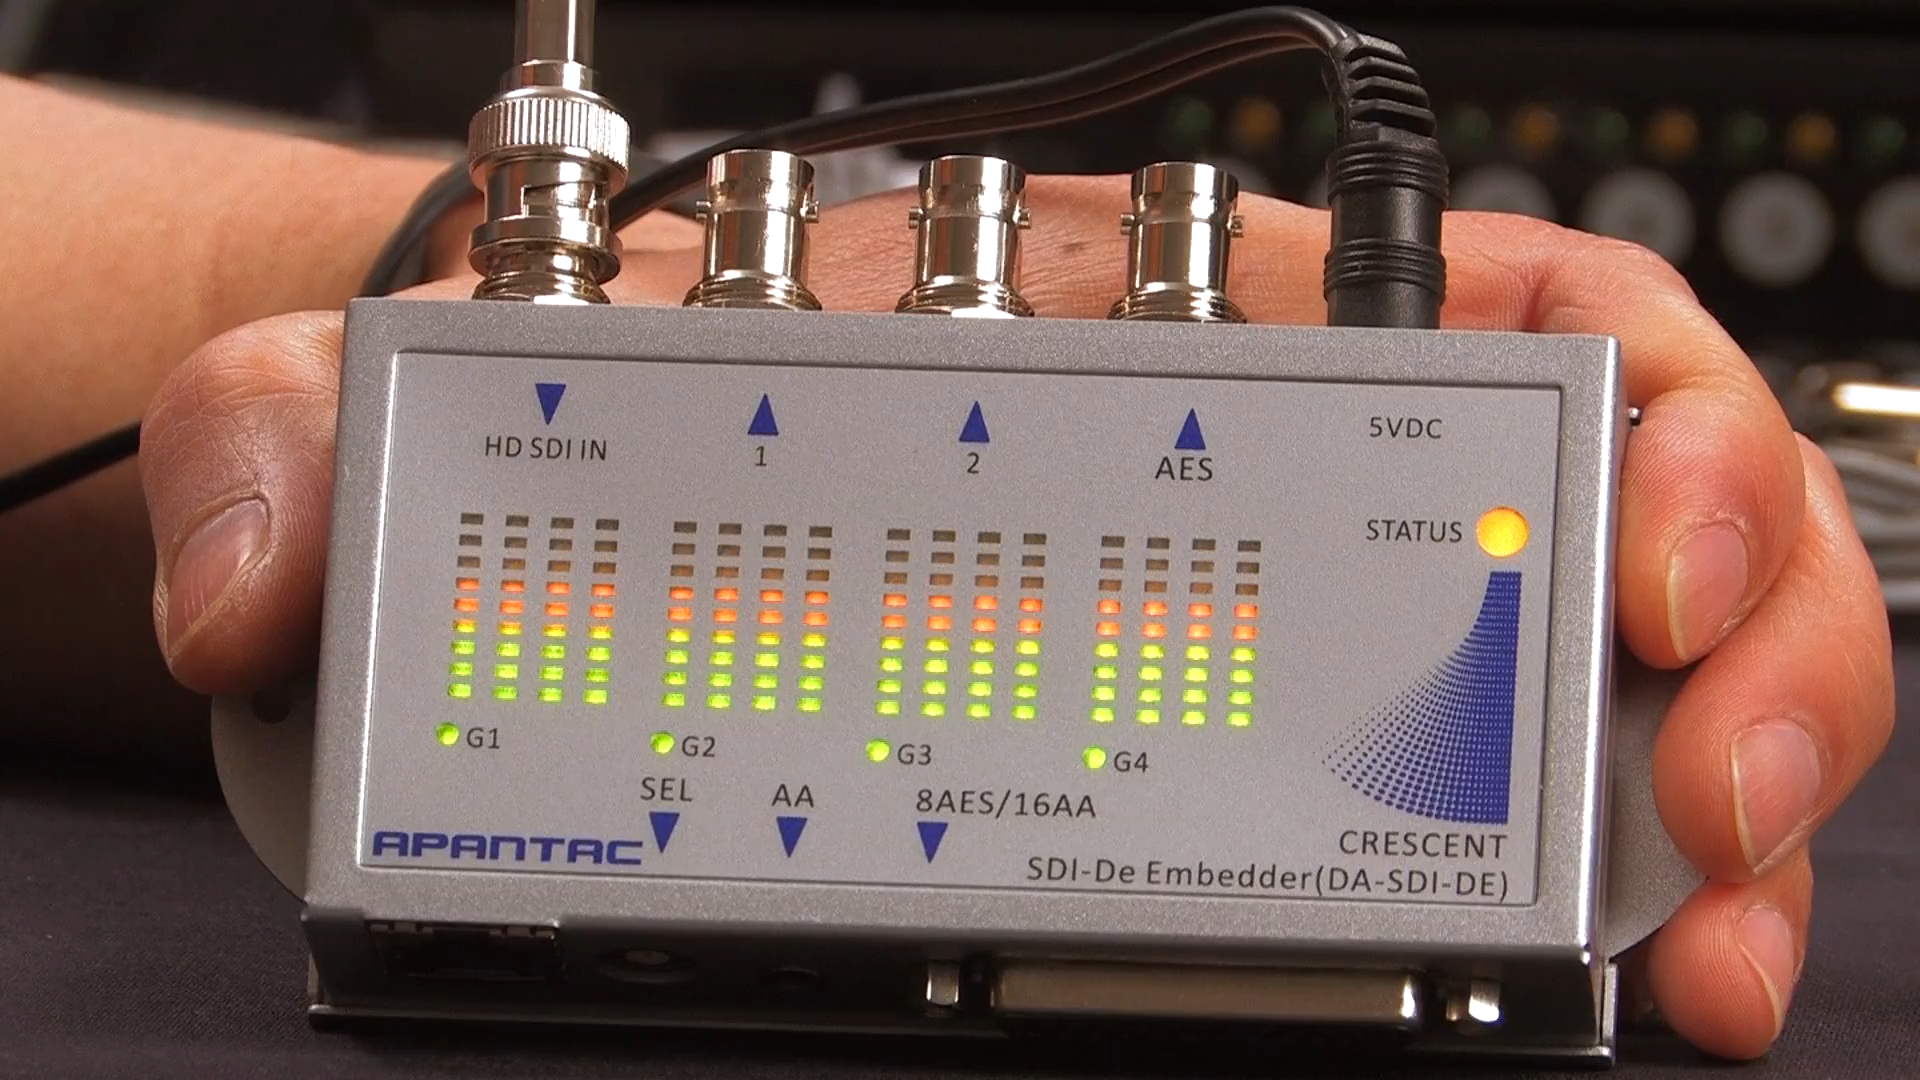 HD SDI IN
1
2
AES
5VDC
STATUS
G1
G2
G3
G4
SEL
AA
8AES/16AA
APANTAC
CRESCENT
SDI-De Embedder(DA-SDI-DE)